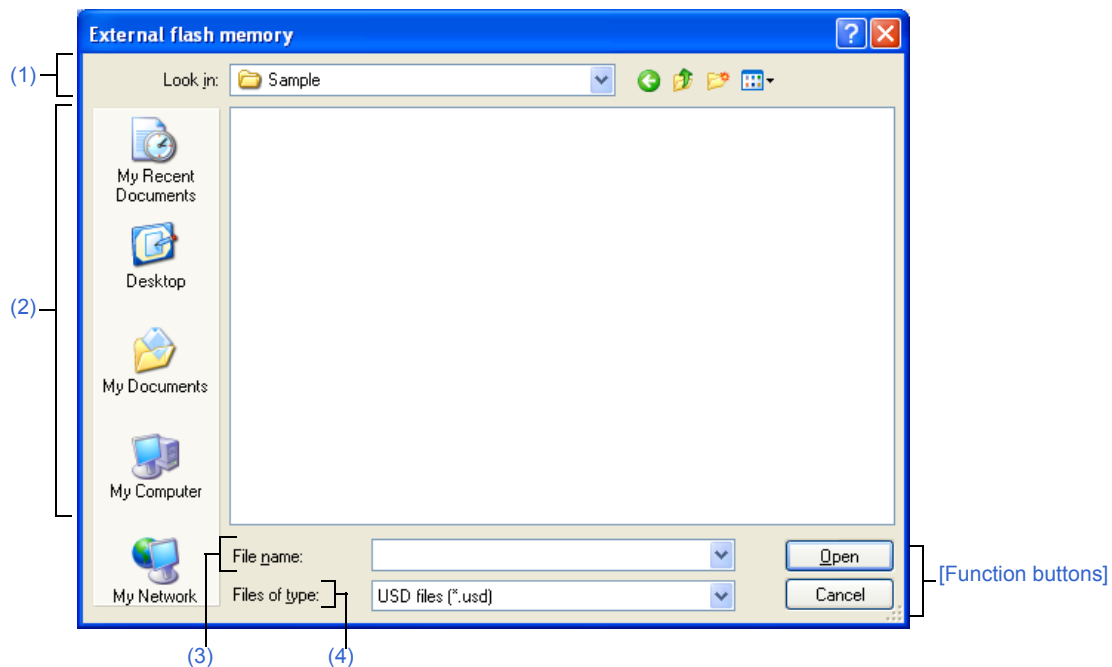 External flash memory
(1)
Look in:
Sample
(2)
My Recent
Documents
Desktop
My Documents
My Computer
My Network
(3)
File name:
Open
[Function buttons]
Files of type:
USD files (*.usd)
Cancel
(3)
(4)